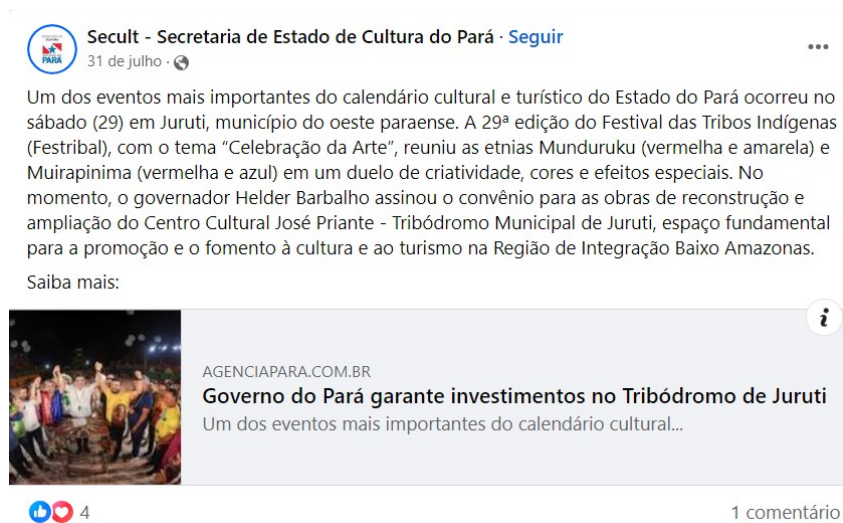 Secult - Secretaria de Estado de Cultura do Pará · Seguir
31 de julho ·
PARÁ
Um dos eventos mais importantes do calendário cultural e turístico do Estado do Pará ocorreu no
sábado (29) em Juruti, município do oeste paraense. A 29ª edição do Festival das Tribos Indígenas
(Festribal), com o tema “Celebração da Arte”, reuniu as etnias Munduruku (vermelha e amarela) e
Muirapinima (vermelha e azul) em um duelo de criatividade, cores e efeitos especiais. No
momento, o governador Helder Barbalho assinou o convênio para as obras de reconstrução e
ampliação do Centro Cultural José Priante - Tribódromo Municipal de Juruti, espaço fundamental
para a promoção e o fomento à cultura e ao turismo na Região de Integração Baixo Amazonas.
Saiba mais:
AGENCIAPARA.COM.BR
Governo do Pará garante investimentos no Tribódromo de Juruti
Um dos eventos mais importantes do calendário cultural...
4
1 comentário